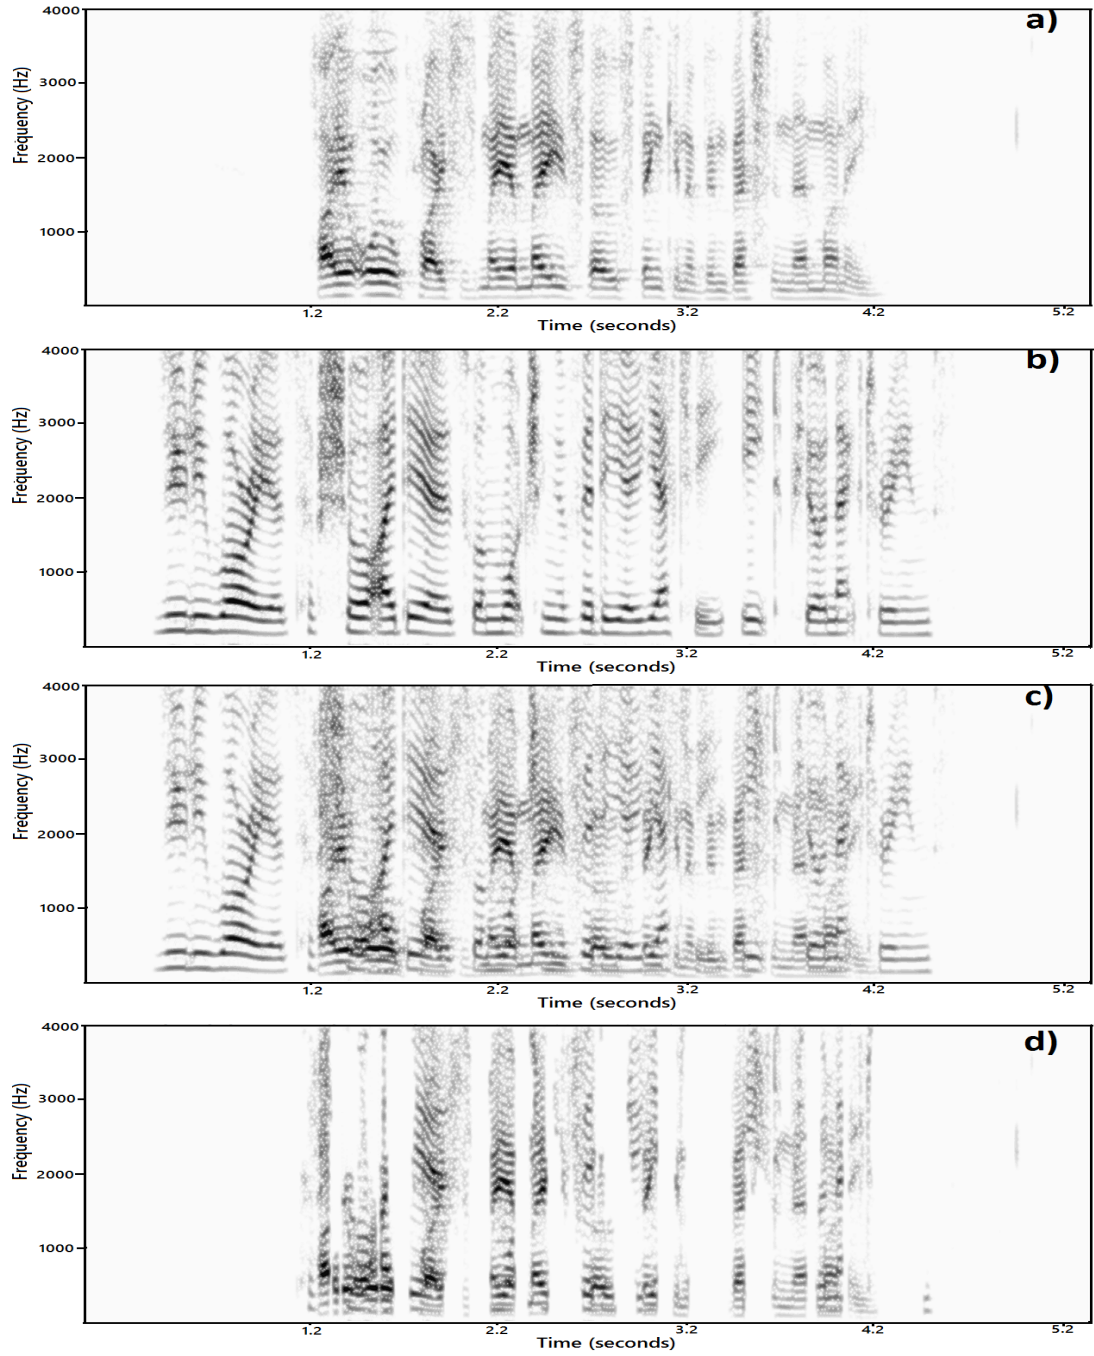 4000
a)
3000
2000
1000
Frequency (Hz)
1.2 2.2 3.2 4.2 5.2
Time (seconds)
4000
b)
3000
2000
1000
Frequency (Hz)
1.2 2.2 3.2 4.2 5.2
Time (seconds)
4000
c)
3000
2000
1000
Frequency (Hz)
1.2 2.2 3.2 4.2 5.2
Time (seconds)
4000
d)
3000
2000
1000
Frequency (Hz)
1.2 2.2 3.2 4.2 5.2
Time (seconds)